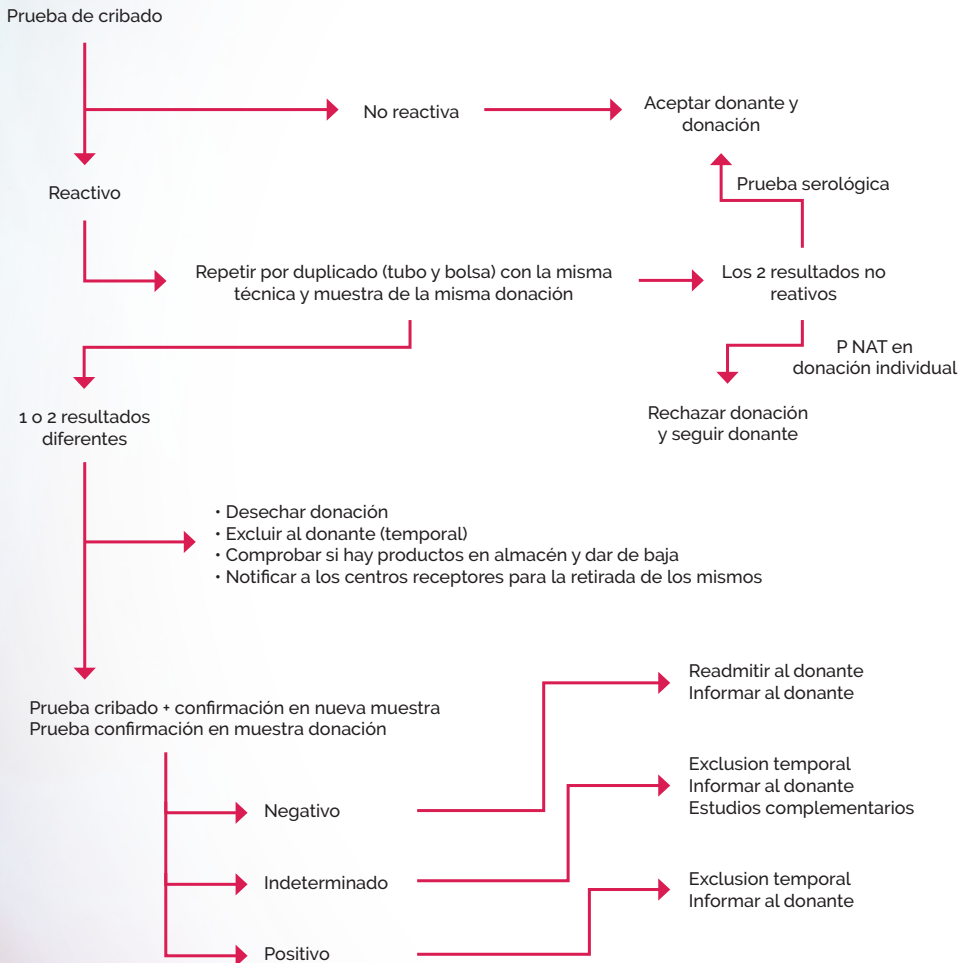 Prueba de cribado
No reactiva
Aceptar donante y
donación
Reactivo
Prueba serológica
Repetir por duplicado (tubo y bolsa) con la misma
técnica y muestra de la misma donación
Los 2 resultados no
reativos
P NAT en
donación individual
Rechazar donación
y seguir donante
1 o 2 resultados
diferentes
• Desechar donación
• Excluir al donante (temporal)
• Comprobar si hay productos en almacén y dar de baja
• Notificar a los centros receptores para la retirada de los mismos
Prueba cribado + confirmación en nueva muestra
Prueba confirmación en muestra donación
Readmitir al donante
Informar al donante
Negativo
Exclusion temporal
Informar al donante
Estudios complementarios
Indeterminado
Exclusion temporal
Informar al donante
Positivo